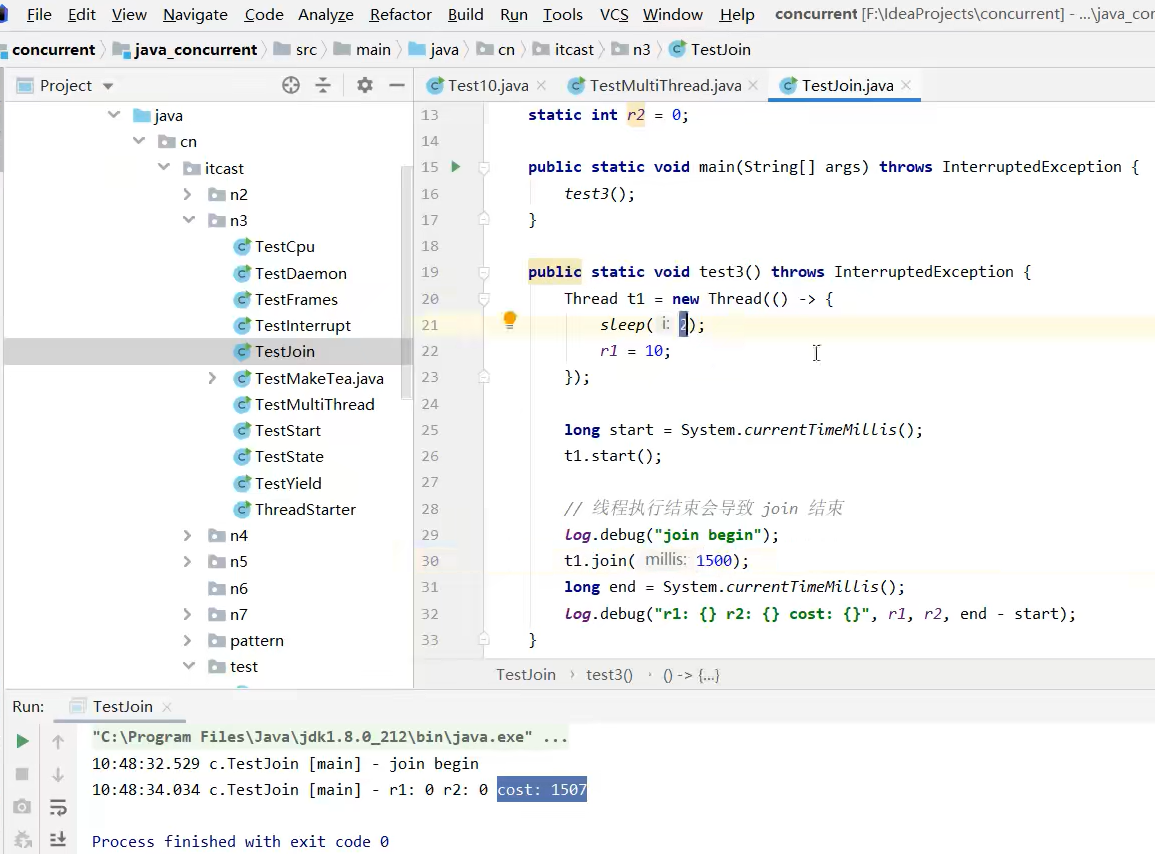 File Edit View Navigate Code Analyze Refactor Build Run Tools VCS Window Help concurrent [F:\IdeaProjects\concurrent] - ...\java_cor
concurrent java_concurrent src main java cn itcast n3 TestJoin
Project
Test10.java TestMultiThread.java TestJoin.java
java
cn
itcast
n2
n3
TestCpu
TestDaemon
TestFrames
TestInterrupt
TestJoin
TestMakeTea.java
TestMultiThread
TestStart
TestState
TestYield
ThreadStarter
n4
n5
n6
n7
pattern
test
13 static int r2 = 0;
14
15 public static void main(String[] args) throws InterruptedException {
16 test3();
17 }
18
19 public static void test3() throws InterruptedException {
20 Thread t1 = new Thread(() -> {
21 sleep( i: 2);
22 r1 = 10;
23 });
24
25 long start = System.currentTimeMillis();
26 t1.start();
27
28 // 线程执行结束会导致 join 结束
29 log.debug("join begin");
30 t1.join( millis: 1500);
31 long end = System.currentTimeMillis();
32 log.debug("r1: {} r2: {} cost: {}", r1, r2, end - start);
33 }
TestJoin › test3() › () -> {...}
Run: TestJoin
"C:\Program Files\Java\jdk1.8.0_212\bin\java.exe" ...
10:48:32.529 c.TestJoin [main] - join begin
10:48:34.034 c.TestJoin [main] - r1: 0 r2: 0 cost: 1507
Process finished with exit code 0